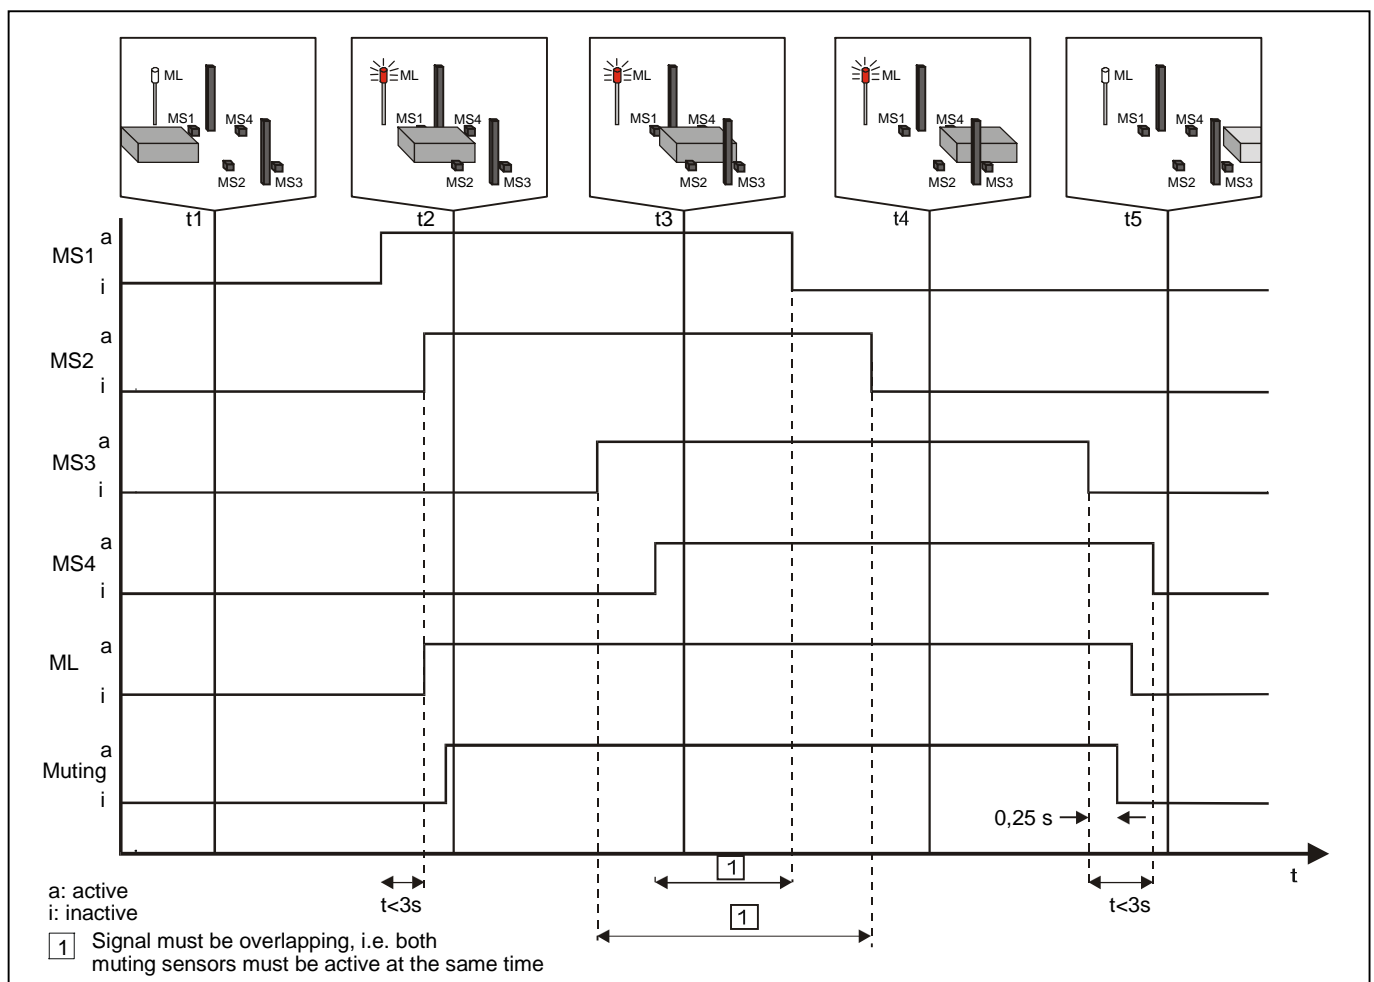 ML MS1 MS4 MS2 MS3
ML MS1 MS4 MS2 MS3
ML MS1 MS4 MS2 MS3
ML MS1 MS4 MS2 MS3
ML MS1 MS4 MS2 MS3
t1 t2 t3 t4 t5
a
MS1
i
a
MS2
i
a
MS3
i
a
MS4
i
a
ML
i
a
Muting
i
0,25 s
t
1
t<3s
t<3s
1
a: active
i: inactive
1 Signal must be overlapping, i.e. both
muting sensors must be active at the same time